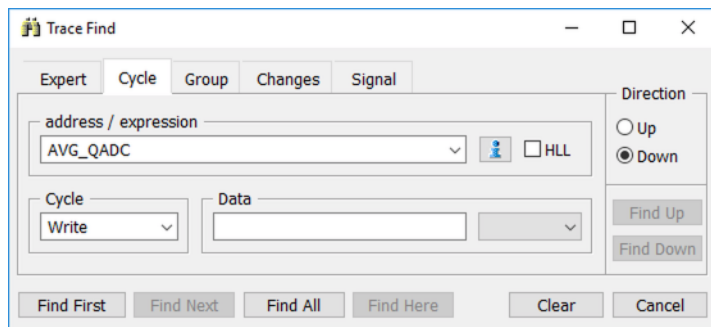 Trace Find
Expert Cycle Group Changes Signal
Direction
address / expression
Up
AVG_QADC
HLL
Down
Cycle
Data
Write
Find Up
Find Down
Find First Find Next Find All Find Here Clear Cancel